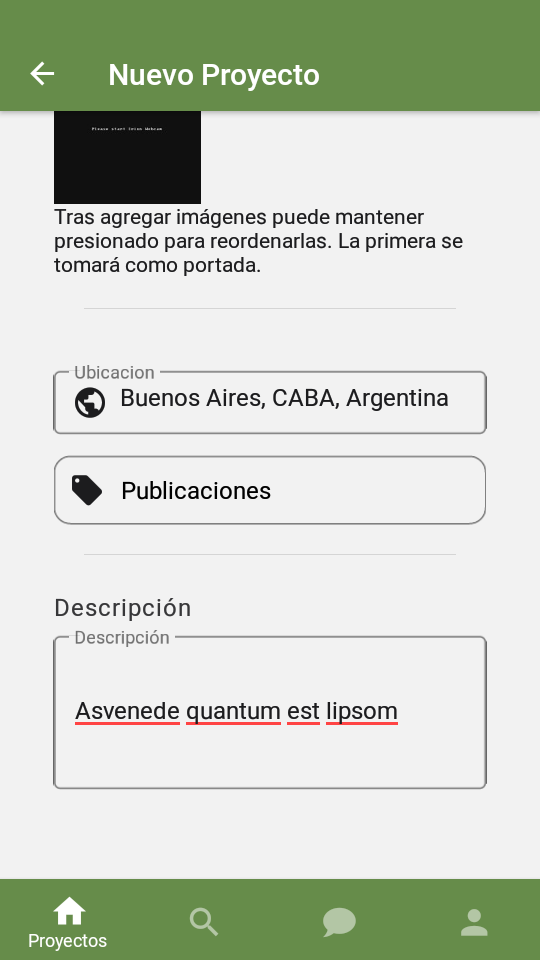 Nuevo Proyecto
Please start Iriun Webcam
Tras agregar imágenes puede mantener
presionado para reordenarlas. La primera se
tomará como portada.
Ubicacion
Buenos Aires, CABA, Argentina
Publicaciones
Descripción
Descripción
Asvenede quantum est lipsom
Proyectos